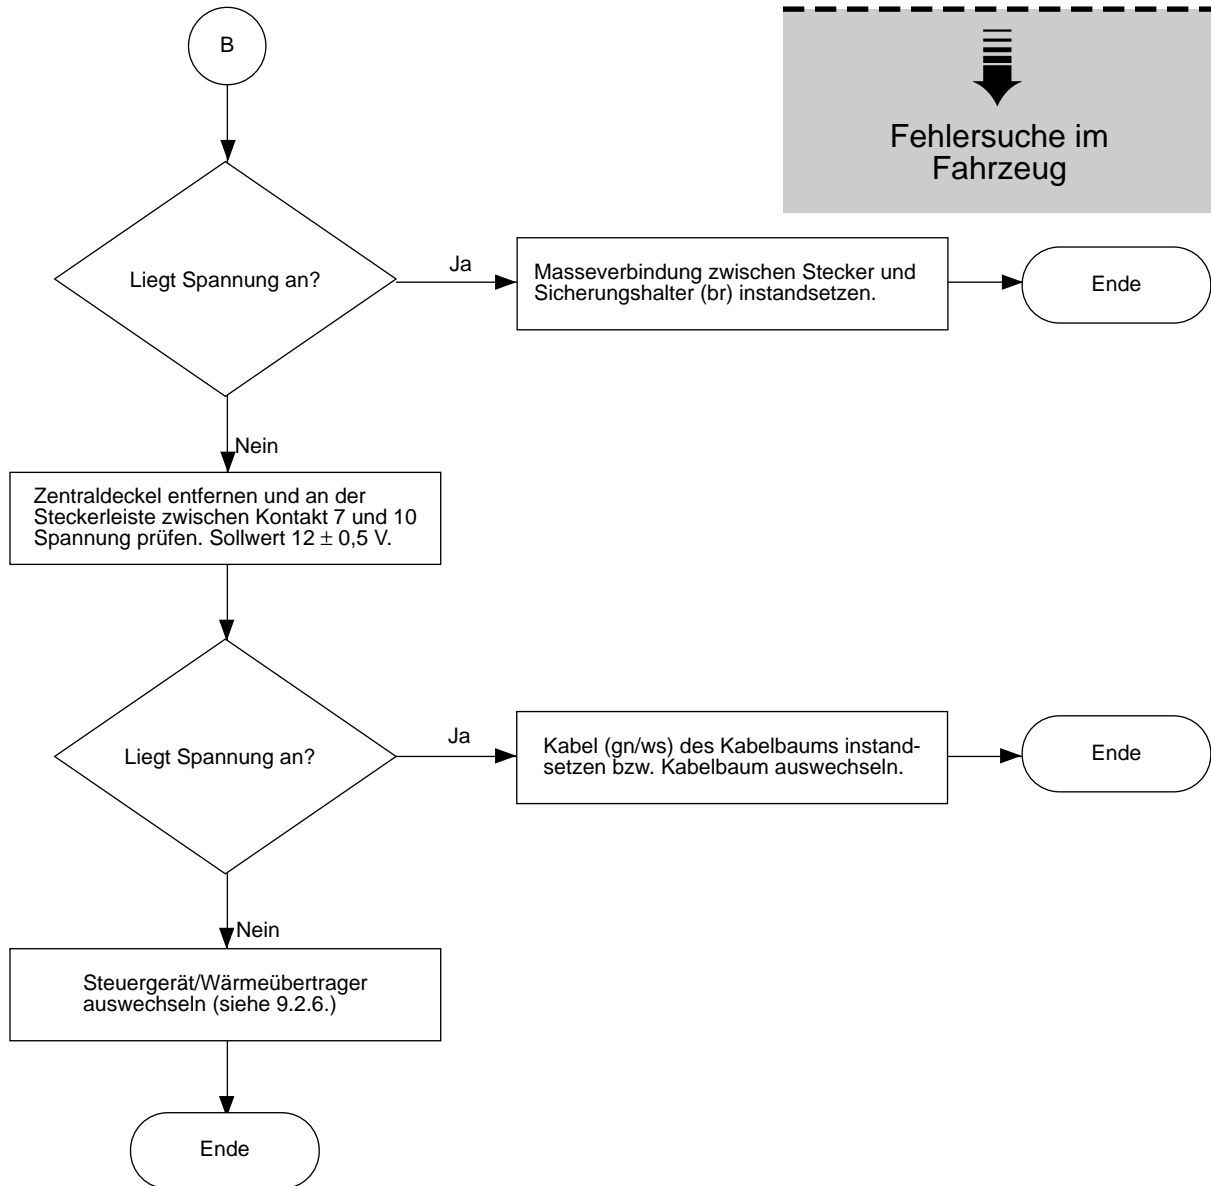 B
Fehlersuche im
Fahrzeug
Liegt Spannung an?
Ja
Masseverbindung zwischen Stecker und
Sicherungshalter (br) instandsetzen.
Ende
Nein
Zentraldeckel entfernen und an der
Steckerleiste zwischen Kontakt 7 und 10
Spannung prüfen. Sollwert 12 ± 0,5 V.
Liegt Spannung an?
Ja
Kabel (gn/ws) des Kabelbaums instand-
setzen bzw. Kabelbaum auswechseln.
Ende
Nein
Steuergerät/Wärmeübertrager
auswechseln (siehe 9.2.6.)
Ende